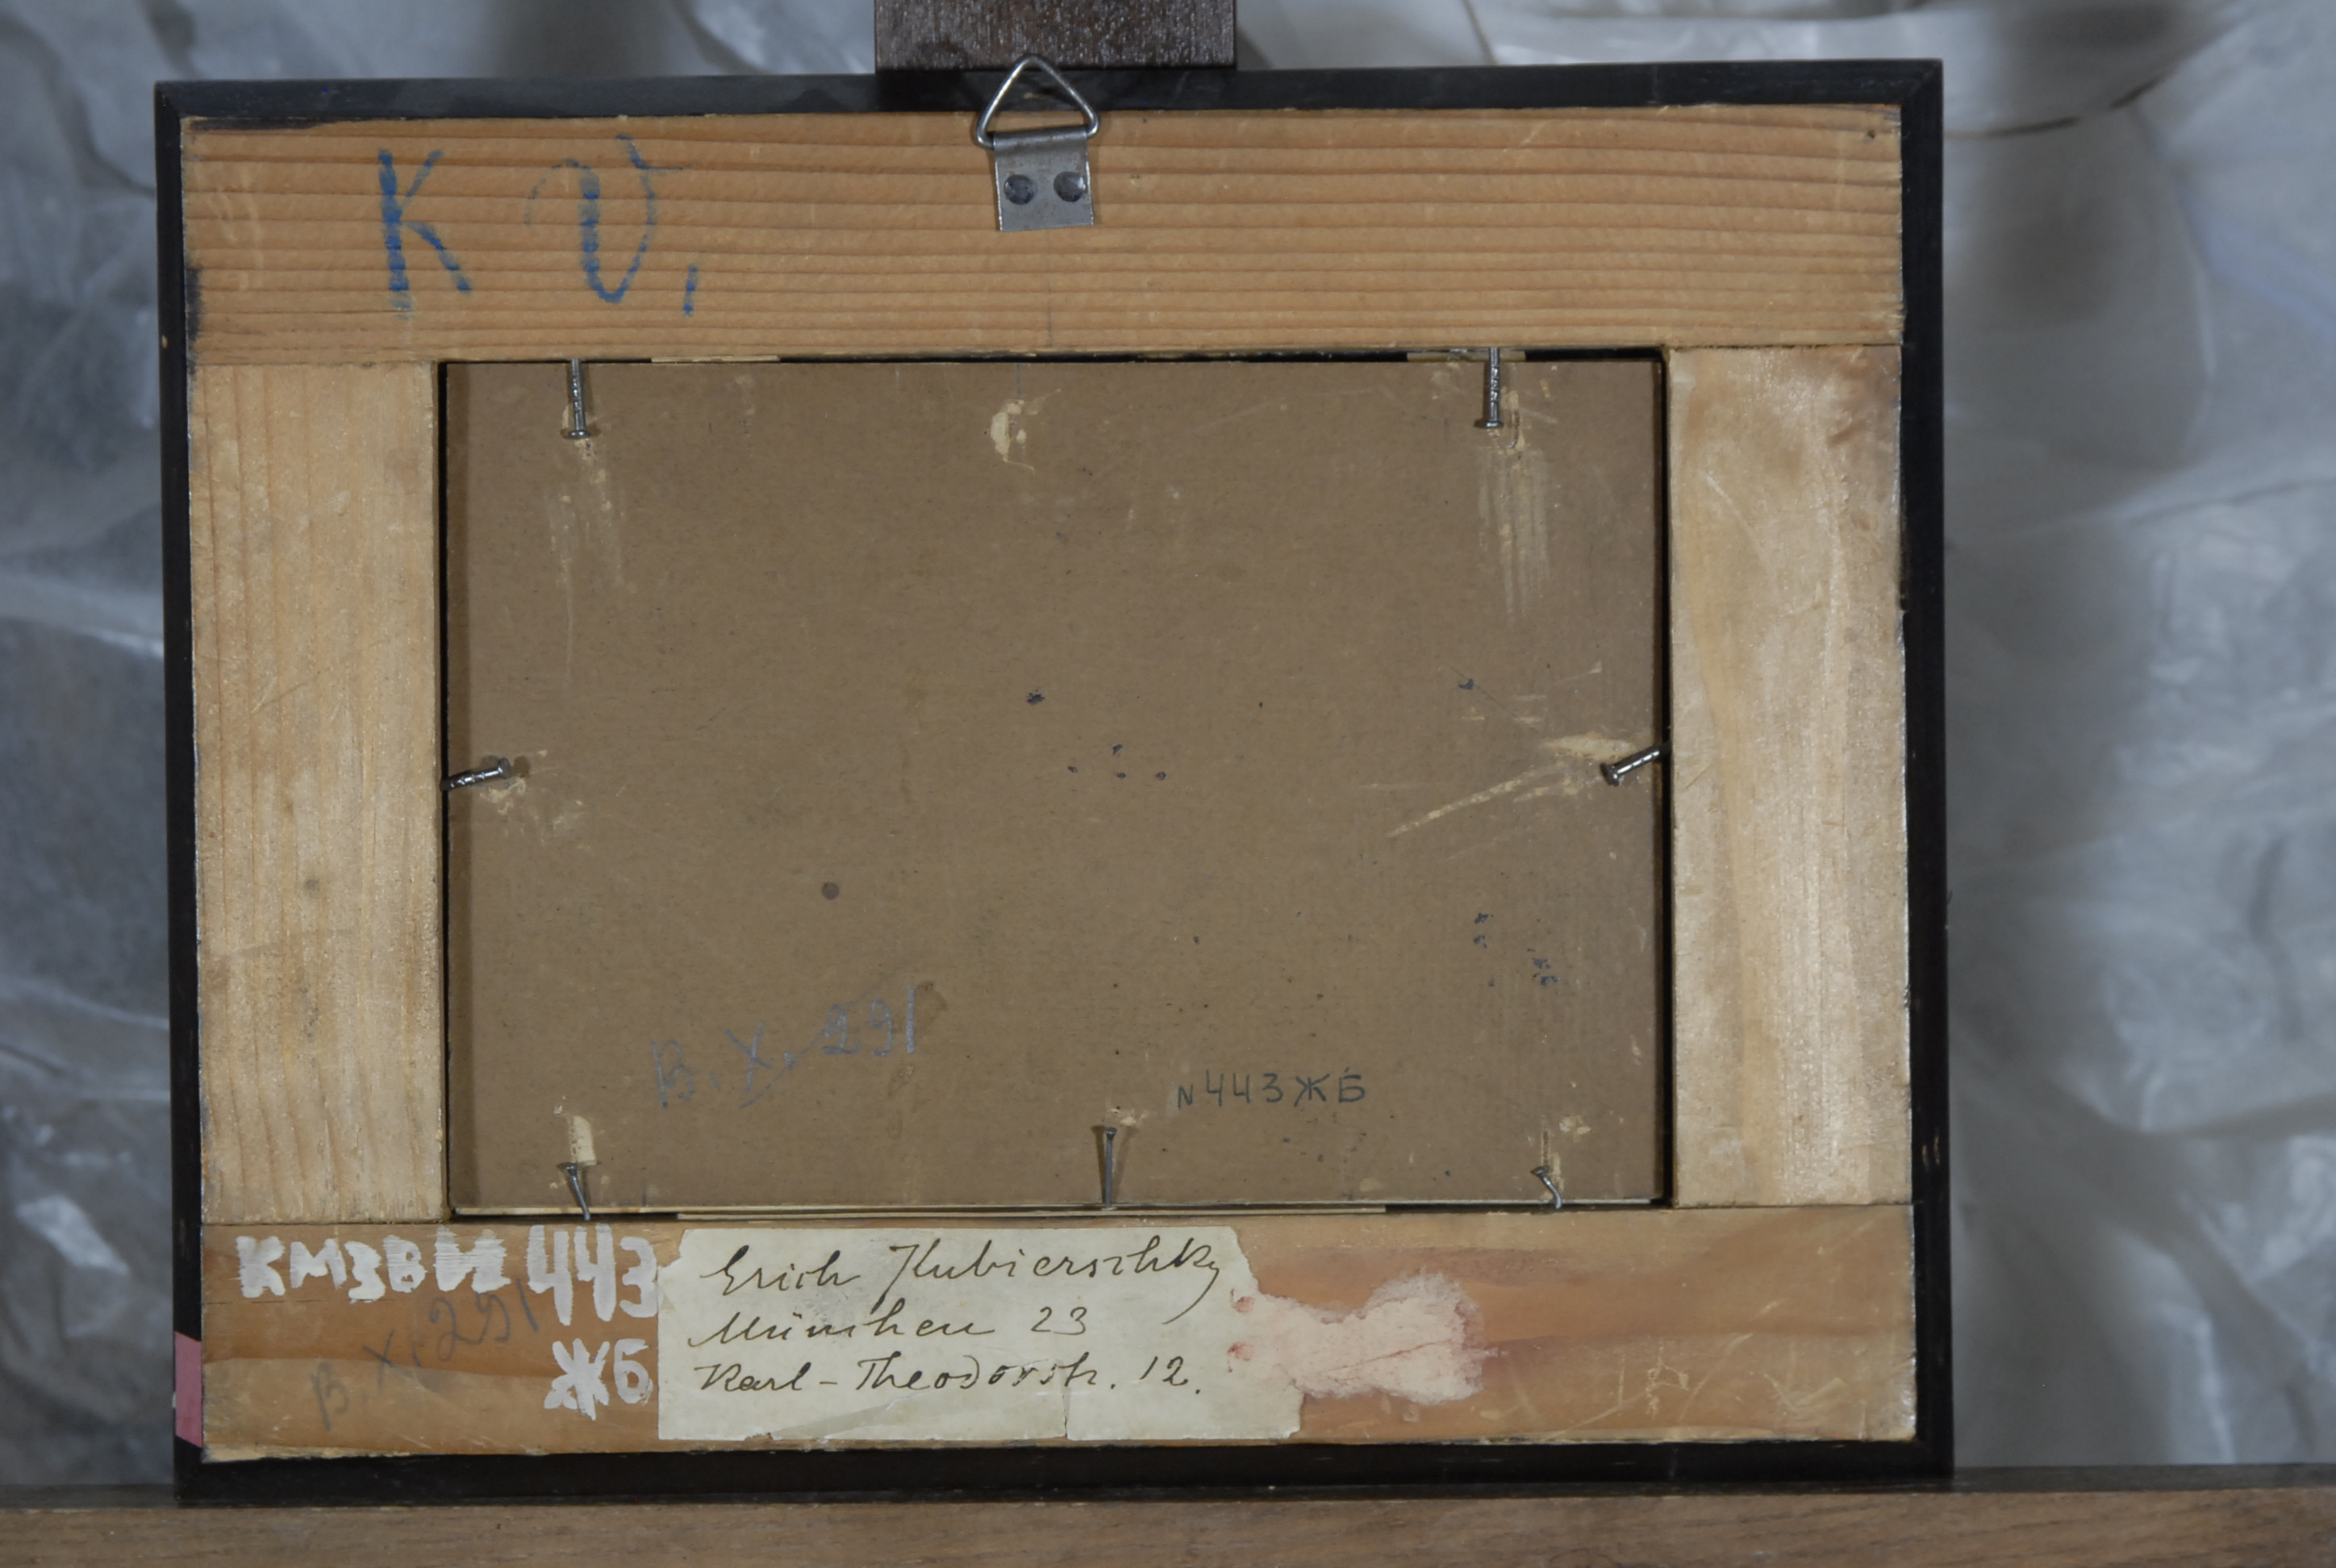 K V,
В. X. 291
N443ЖБ
КМЗВИ 443
ЖБ
В X. 291
Erich Kubierschky
München 23
Karl-Theodorstr. 12.